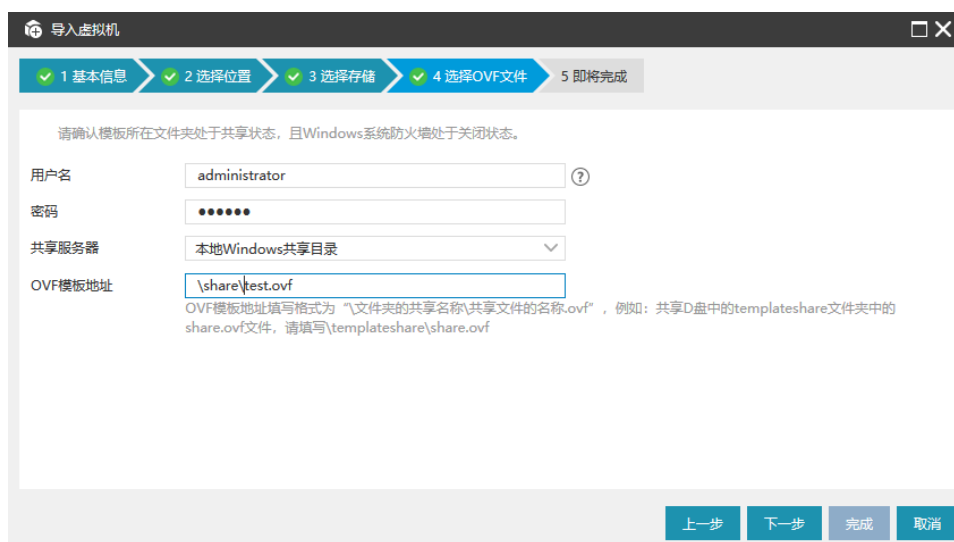 导入虚拟机
1 基本信息 2 选择位置 3 选择存储 4 选择OVF文件 5 即将完成
请确认模板所在文件夹处于共享状态，且Windows系统防火墙处于关闭状态。
用户名 administrator ?
密码 ●●●●●●
共享服务器 本地Windows共享目录
OVF模板地址 \share\test.ovf
OVF模板地址填写格式为“\文件夹的共享名称\共享文件的名称.ovf”，例如：共享D盘中的templateshare文件夹中的
share.ovf文件，请填写\templateshare\share.ovf
上一步 下一步 完成 取消